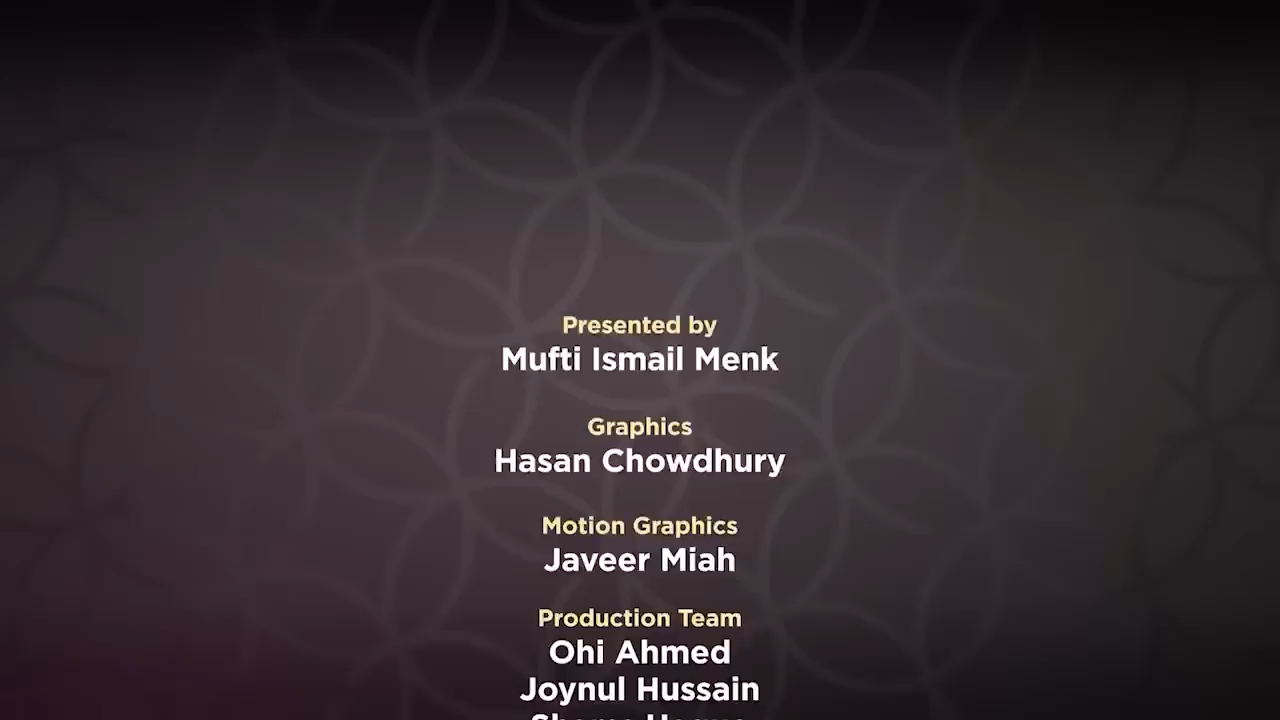 Presented by
Mufti Ismail Menk
Graphics
Hasan Chowdhury
Motion Graphics
Javeer Miah
Production Team
Ohi Ahmed
Joynul Hussain